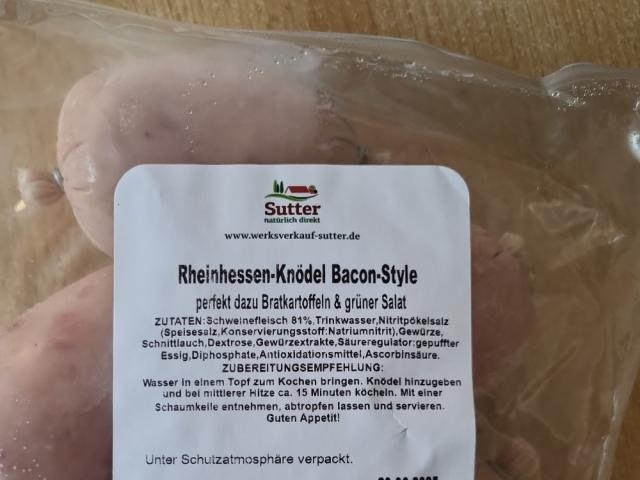 Sutter
natürlich direkt
www.werksverkauf-sutter.de
Rheinhessen-Knödel Bacon-Style
perfekt dazu Bratkartoffeln & grüner Salat
ZUTATEN:Schweinefleisch 81%,Trinkwasser,Nitritpökelsalz
(Speisesalz,Konservierungsstoff:Natriumnitrit),Gewürze,
Schnittlauch,Dextrose,Gewürzextrakte,Säureregulator:gepuffter
Essig,Diphosphate,Antioxidationsmittel,Ascorbinsäure.
ZUBEREITUNGSEMPFEHLUNG:
Wasser in einem Topf zum Kochen bringen. Knödel hinzugeben
und bei mittlerer Hitze ca. 15 Minuten köcheln. Mit einer
Schaumkelle entnehmen, abtropfen lassen und servieren.
Guten Appetit!
Unter Schutzatmosphäre verpackt.